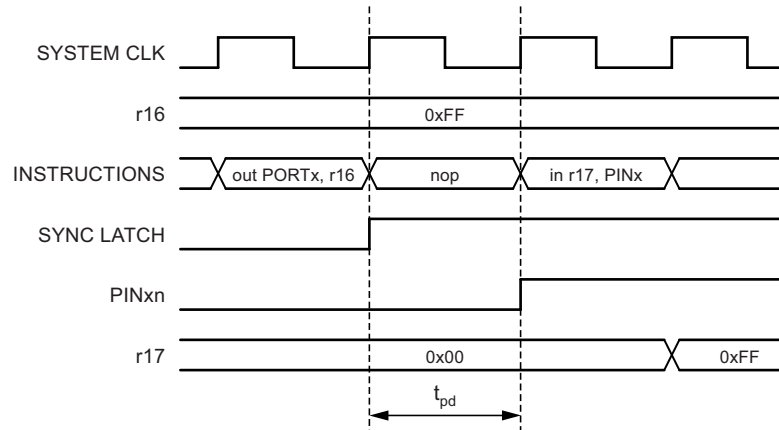 SYSTEM CLK
r16 0xFF
INSTRUCTIONS out PORTx, r16 nop in r17, PINx
SYNC LATCH
PINxn
r17 0x00 0xFF
tpd